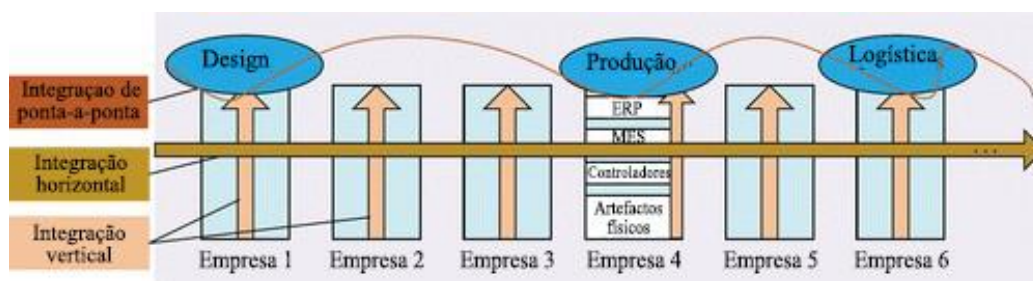 Design
Produção
Logística
Integraçao de
ponta-a-ponta
Integração
horizontal
Integração
vertical
ERP
MES
Controladores
Artefactos
físicos
...
Empresa 1
Empresa 2
Empresa 3
Empresa 4
Empresa 5
Empresa 6